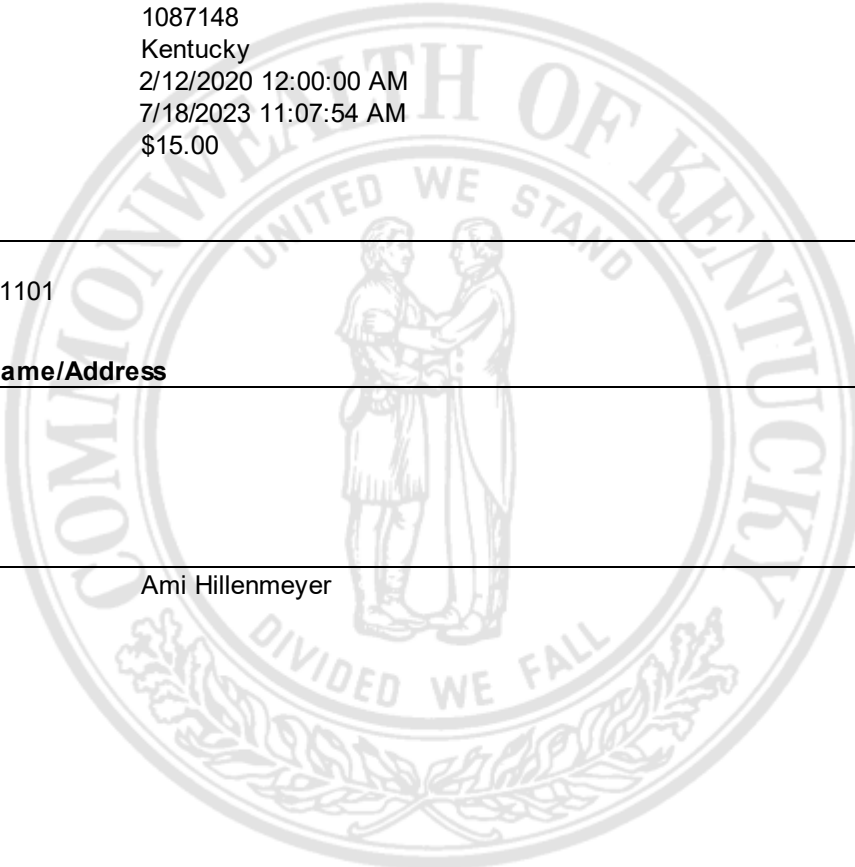 1087148
Kentucky
2/12/2020 12:00:00 AM
7/18/2023 11:07:54 AM
$15.00
1101
ame/Address
Ami Hillenmeyer
COMMONWEALTH OF KENTUCKY
UNITED WE STAND
DIVIDED WE FALL